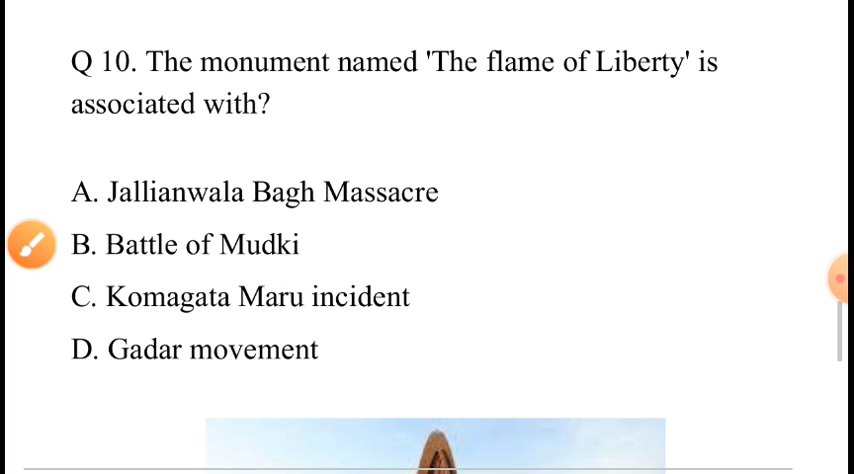 Q 10. The monument named 'The flame of Liberty' is
associated with?
A. Jallianwala Bagh Massacre
B. Battle of Mudki
C. Komagata Maru incident
D. Gadar movement